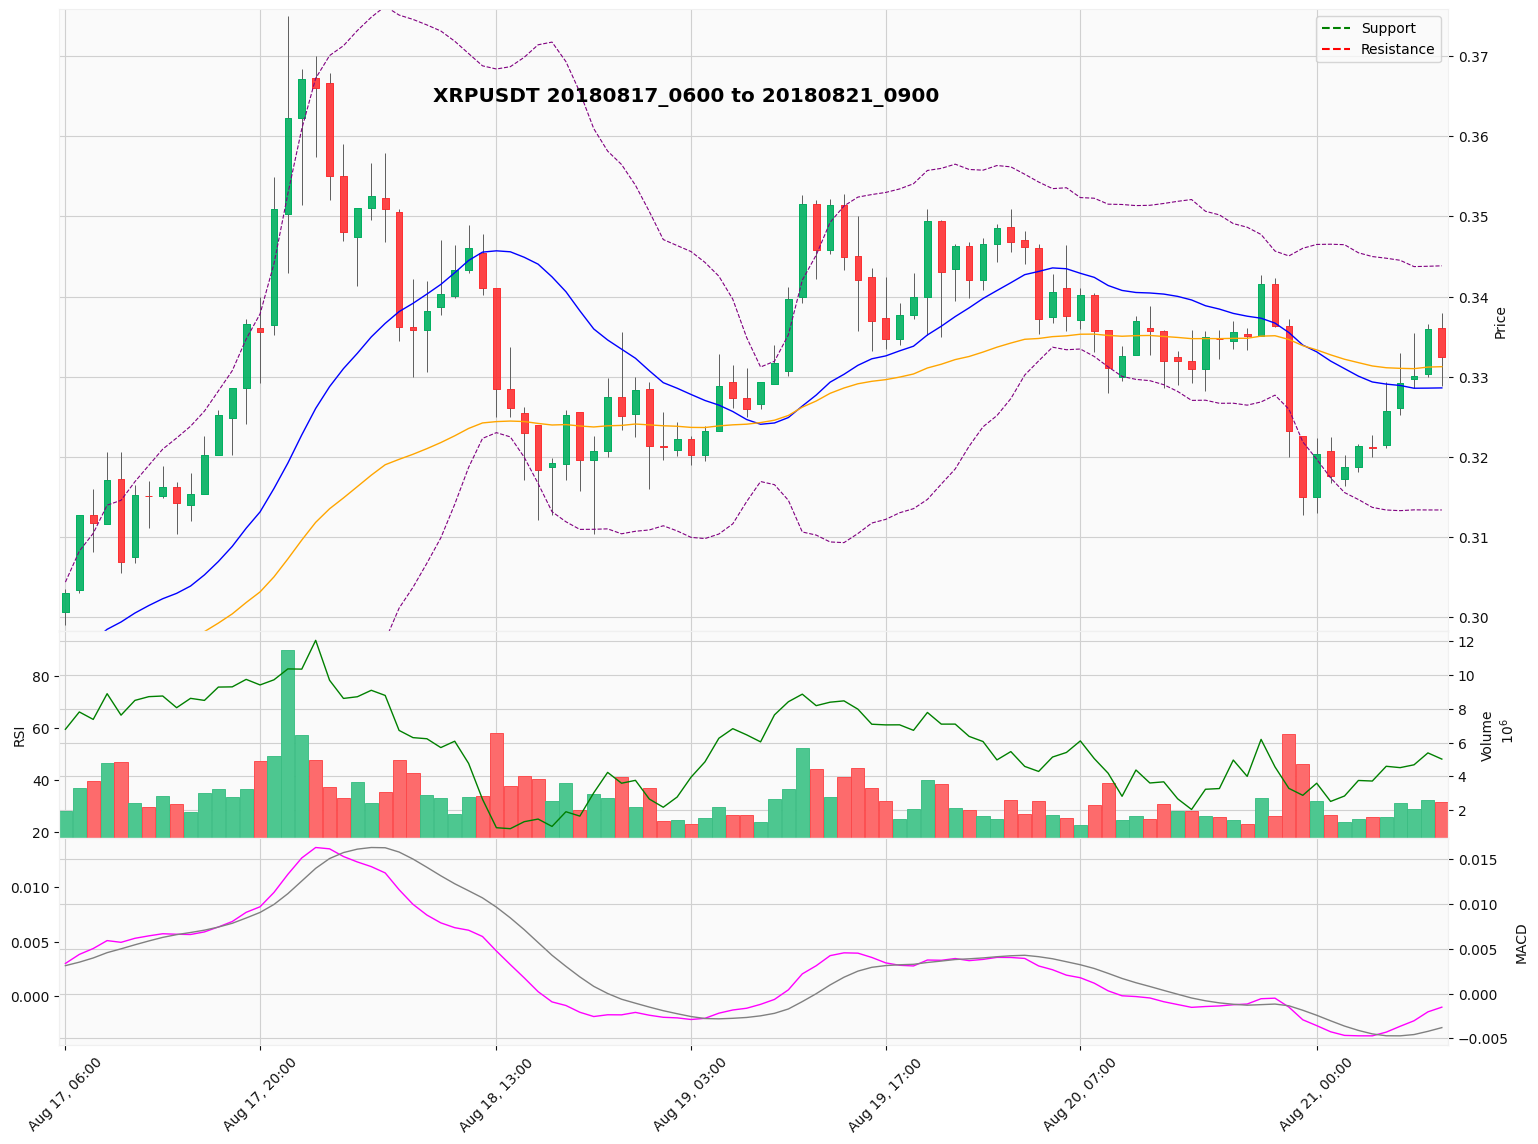 Support
Resistance
XRPUSDT 20180817_0600 to 20180821_0900
0.37
0.36
0.35
0.34
0.33
0.32
0.31
0.30
Price
12
10
8
6
4
2
Volume
10^6
80
60
40
20
RSI
0.010
0.005
0.000
0.015
0.010
0.005
0.000
−0.005
MACD
Aug 17, 06:00
Aug 17, 20:00
Aug 18, 13:00
Aug 19, 03:00
Aug 19, 17:00
Aug 20, 07:00
Aug 21, 00:00